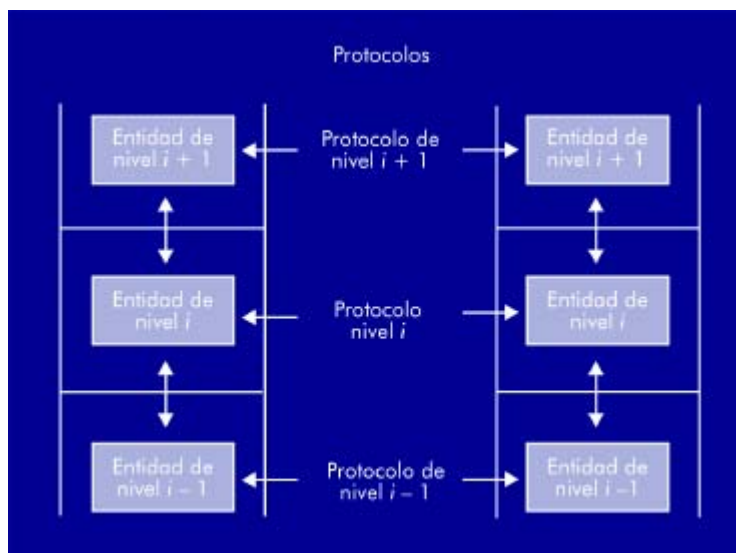 Protocolos
Entidad de
nivel i + 1
Protocolo de
nivel i + 1
Entidad de
nivel i + 1
Entidad de
nivel i
Protocolo
nivel i
Entidad de
nivel i
Entidad de
nivel i – 1
Protocolo de
nivel i – 1
Entidad de
nivel i –1